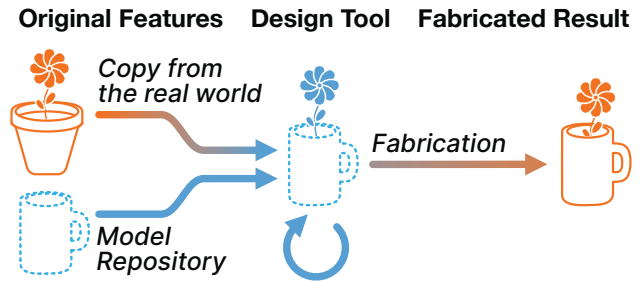 Original Features Design Tool Fabricated Result
Copy from
the real world
Fabrication
Model
Repository